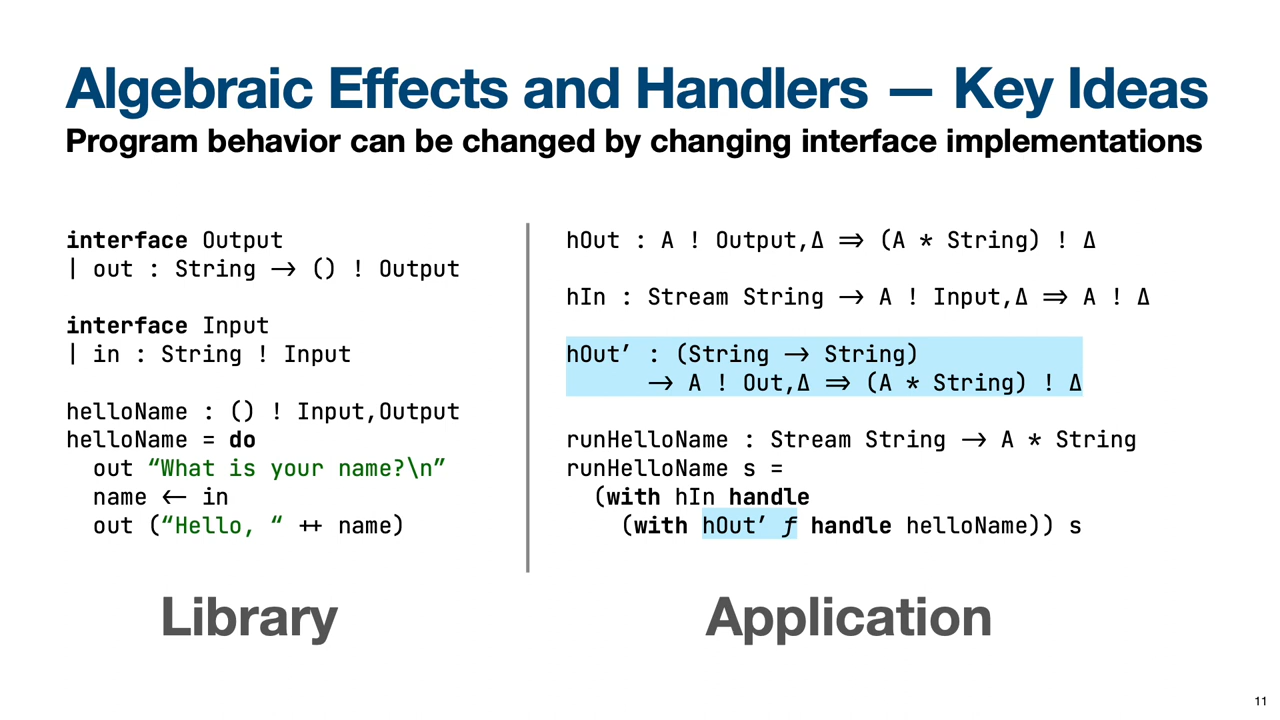 Algebraic Effects and Handlers — Key Ideas
Program behavior can be changed by changing interface implementations
interface Output
| out : String → () ! Output
interface Input
| in : String ! Input
helloName : () ! Input,Output
helloName = do
out “What is your name?\n”
name ← in
out (“Hello, “ ++ name)
Library
hOut : A ! Output,Δ ⇒ (A * String) ! Δ
hIn : Stream String → A ! Input,Δ ⇒ A ! Δ
hOut’ : (String → String)
→ A ! Out,Δ ⇒ (A * String) ! Δ
runHelloName : Stream String → A * String
runHelloName s =
(with hIn handle
(with hOut’ ƒ handle helloName)) s
Application
11